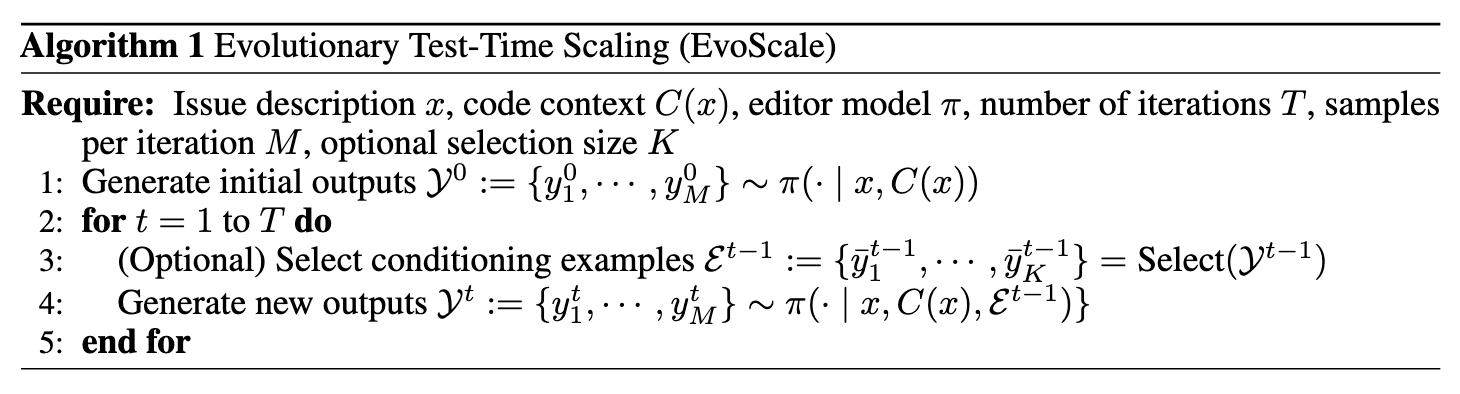 Algorithm 1 Evolutionary Test-Time Scaling (EvoScale)
Require: Issue description $x$, code context $C(x)$, editor model $\pi$, number of iterations $T$, samples
per iteration $M$, optional selection size $K$
1: Generate initial outputs $\mathcal{Y}^0 := \{y_1^0, \cdots, y_M^0\} \sim \pi(\cdot \mid x, C(x))$
2: for $t = 1$ to $T$ do
3: (Optional) Select conditioning examples $\mathcal{E}^{t-1} := \{\bar{y}_1^{t-1}, \cdots, \bar{y}_K^{t-1}\} = \text{Select}(\mathcal{Y}^{t-1})$
4: Generate new outputs $\mathcal{Y}^t := \{y_1^t, \cdots, y_M^t\} \sim \pi(\cdot \mid x, C(x), \mathcal{E}^{t-1})\}$
5: end for